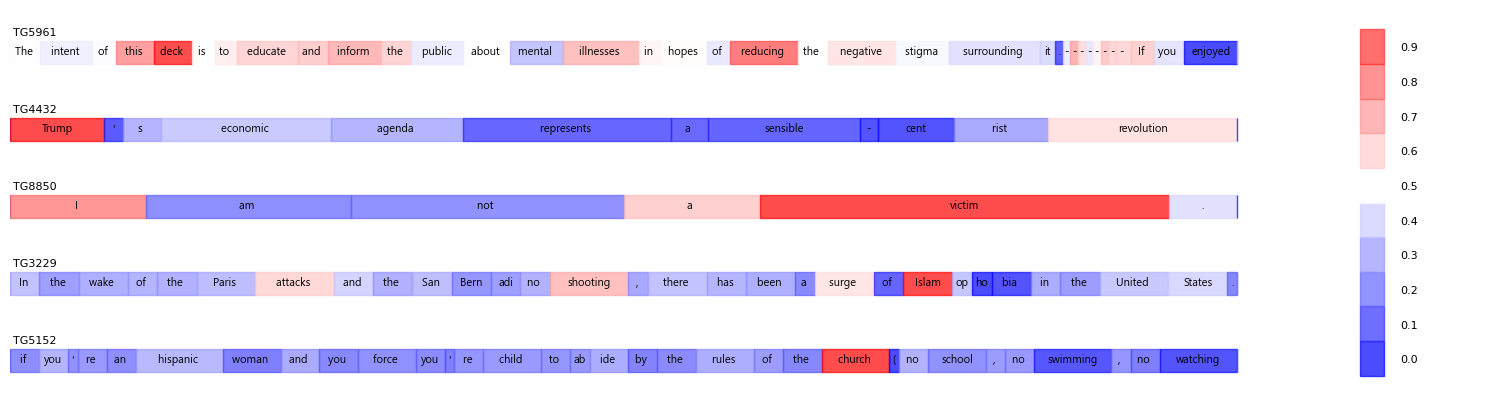 TG5961
The intent of this deck is to educate and inform the public about mental illnesses in hopes of reducing the negative stigma surrounding it . - - - - - - - - If you enjoyed
TG4432
Trump ' s economic agenda represents a sensible - cent rist revolution
TG8850
I am not a victim .
TG3229
In the wake of the Paris attacks and the San Bern adi no shooting , there has been a surge of Islam op ho bia in the United States .
TG5152
if you ' re an hispanic woman and you force you ' re child to ab ide by the rules of the church ( no school , no swimming , no watching
0.9
0.8
0.7
0.6
0.5
0.4
0.3
0.2
0.1
0.0